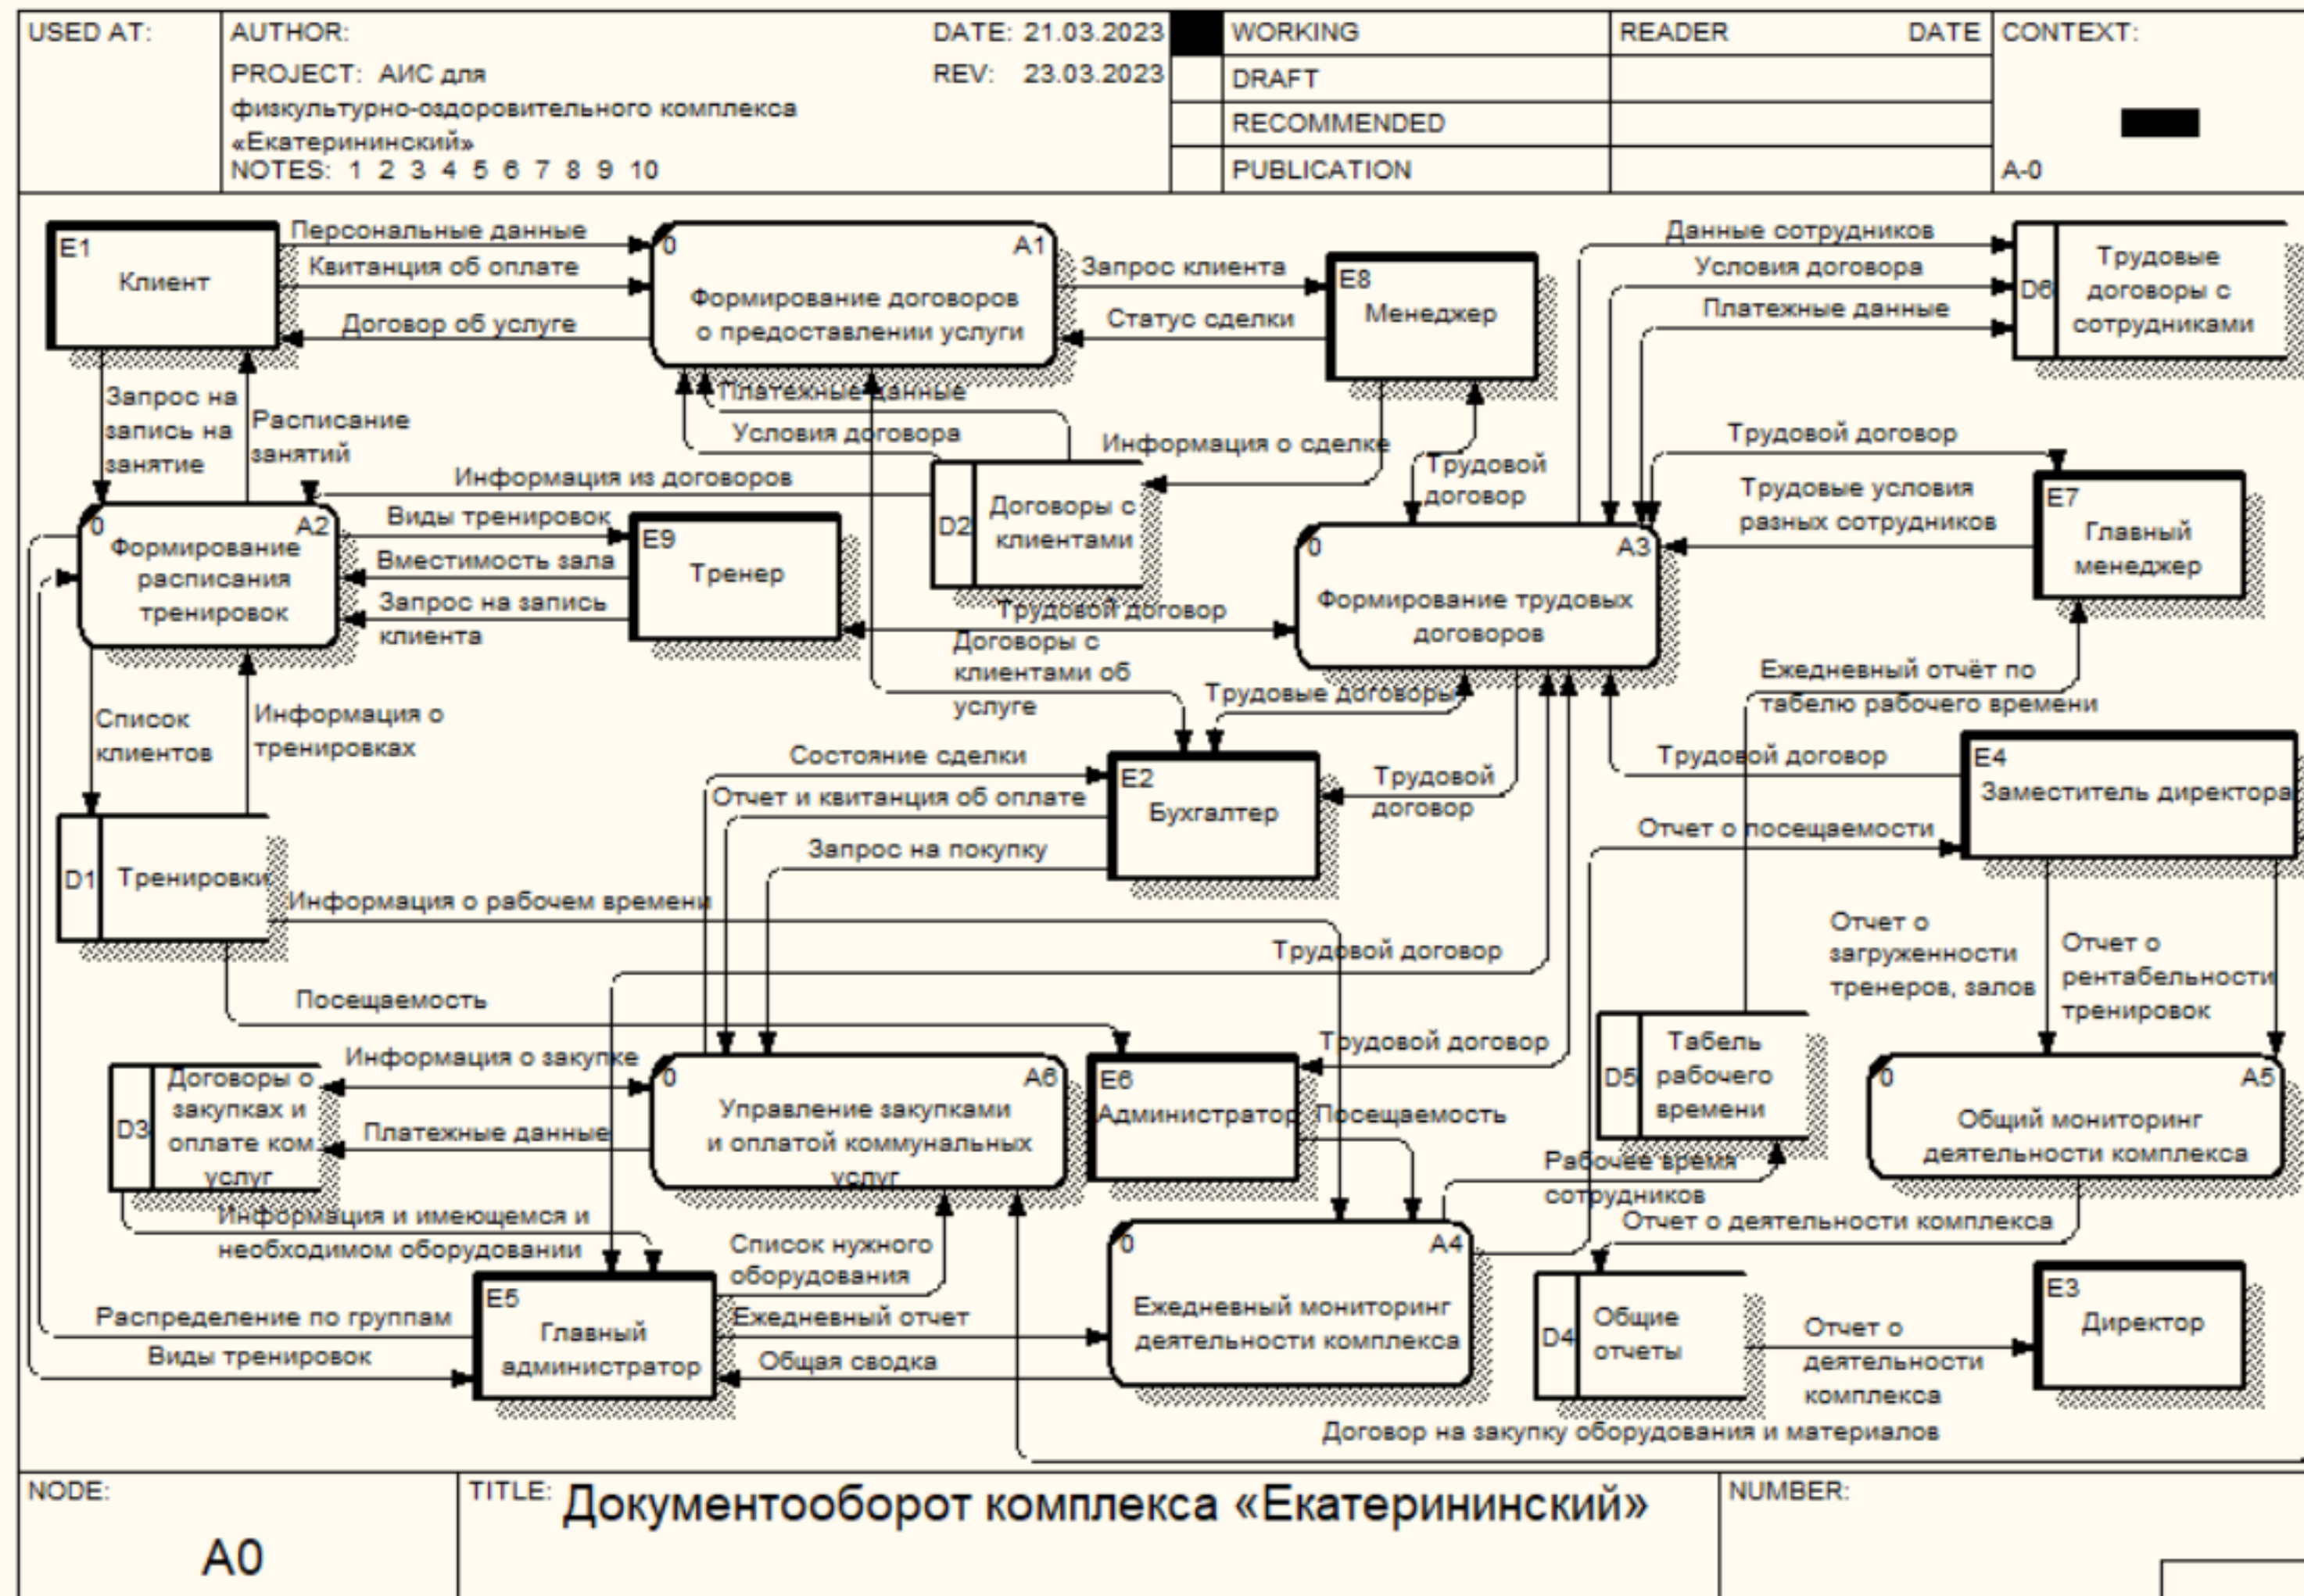 USED AT:
AUTHOR:
DATE: 21.03.2023
PROJECT: АИС для
REV: 23.03.2023
физкультурно-оздоровительного комплекса
«Екатерининский»
NOTES: 1 2 3 4 5 6 7 8 9 10
WORKING
DRAFT
RECOMMENDED
PUBLICATION
READER
DATE
CONTEXT:
A-0
E1
Клиент
Персональные данные
Квитанция об оплате
Договор об услуге
0
A1
Формирование договоров
о предоставлении услуги
Запрос клиента
Статус сделки
E8
Менеджер
Данные сотрудников
Условия договора
Платежные данные
D6
Трудовые
договоры с
сотрудниками
Запрос на
запись на
занятие
Расписание
занятий
Платежные данные
Условия договора
Информация о сделке
Трудовой
договор
Трудовой договор
Трудовые условия
разных сотрудников
E7
Главный
менеджер
Информация из договоров
0
A2
Формирование
расписания
тренировок
Виды тренировок
Вместимость зала
Запрос на запись
клиента
E9
Тренер
D2
Договоры с
клиентами
0
A3
Формирование трудовых
договоров
Трудовой договор
Договоры с
клиентами об
услуге
Трудовые договоры
Ежедневный отчёт по
табелю рабочего времени
Список
клиентов
Информация о
тренировках
Состояние сделки
Отчет и квитанция об оплате
Запрос на покупку
E2
Бухгалтер
Трудовой
договор
Трудовой договор
E4
Заместитель директора
Отчет о посещаемости
D1
Тренировки
Информация о рабочем времени
Трудовой договор
Отчет о
загруженности
тренеров, залов
Отчет о
рентабельности
тренировок
Посещаемость
D3
Договоры о
закупках и
оплате ком
услуг
Информация о закупке
Платежные данные
0
A6
Управление закупками
и оплатой коммунальных
услуг
E6
Администратор
Трудовой договор
Посещаемость
D5
Табель
рабочего
времени
0
A5
Общий мониторинг
деятельности комплекса
Рабочее время
сотрудников
Информация и имеющемся и
необходимом оборудовании
Список нужного
оборудования
Отчет о деятельности комплекса
E5
Главный
администратор
Распределение по группам
Виды тренировок
Ежедневный отчет
Общая сводка
0
A4
Ежедневный мониторинг
деятельности комплекса
D4
Общие
отчеты
Отчет о
деятельности
комплекса
E3
Директор
Договор на закупку оборудования и материалов
NODE:
A0
TITLE:
Документооборот комплекса «Екатерининский»
NUMBER: